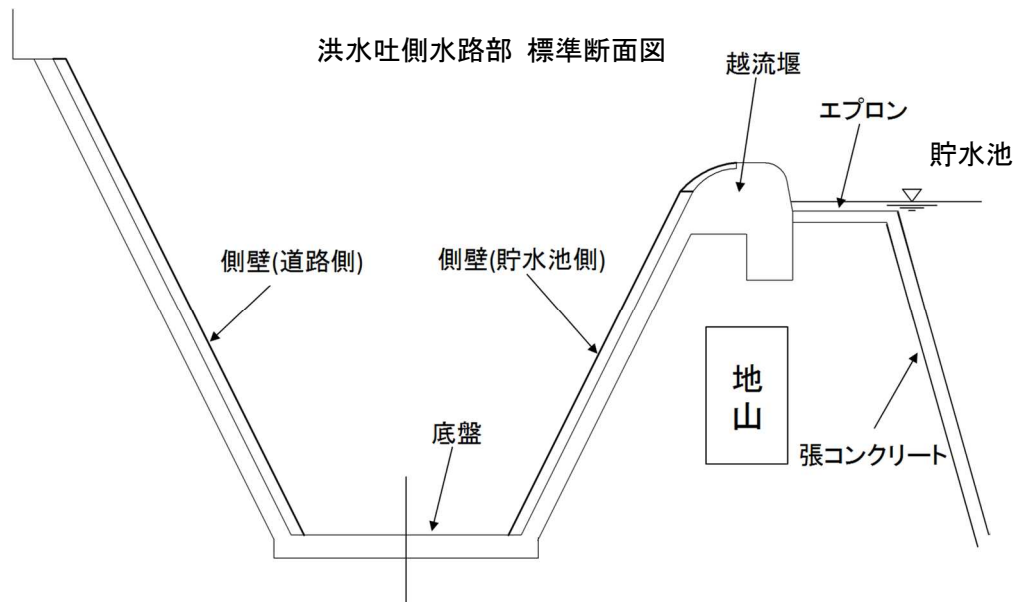 洪水吐側水路部 標準断面図
越流堰
エプロン
貯水池
側壁(道路側)
側壁(貯水池側)
地
山
底盤
張コンクリート